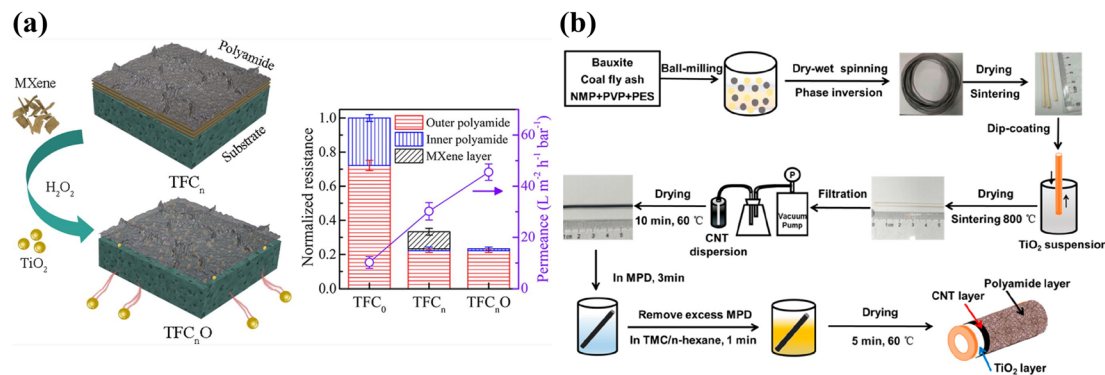 (a)
Polyamide
MXene
Substrate
TFCn
H2O2
TiO2
TFCnO
Normalized resistance
1.0
0.8
0.6
0.4
0.2
0.0
Outer polyamide
Inner polyamide
MXene layer
60
45
30
15
0
Permeance (L m⁻² h⁻¹ bar⁻¹)
TFC0
TFCn
TFCnO
(b)
Bauxite
Coal fly ash
NMP+PVP+PES
Ball-milling
Dry-wet spinning
Phase inversion
Drying
Sintering
Dip-coating
TiO2 suspension
Drying
Sintering 800 ℃
Filtration
P
Vacuum
Pump
CNT
dispersion
Drying
10 min, 60 ℃
In MPD, 3min
Remove excess MPD
In TMC/n-hexane, 1 min
Drying
5 min, 60 ℃
Polyamide layer
CNT layer
TiO2 layer